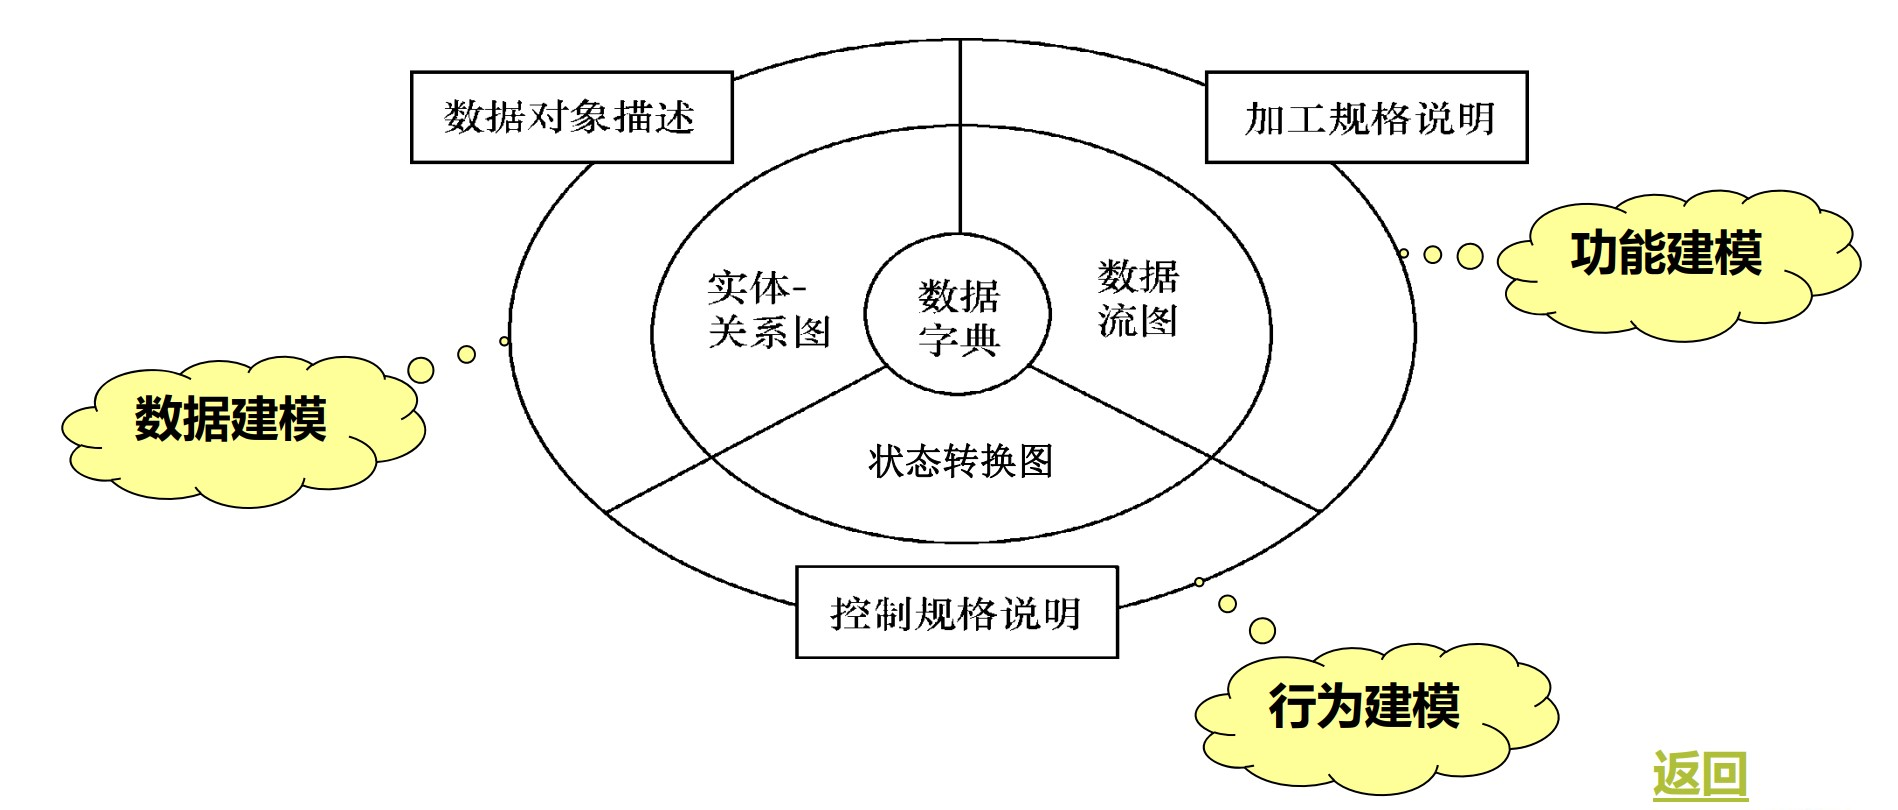 数据对象描述
加工规格说明
功能建模
实体-
关系图
数据
字典
数据
流图
数据建模
状态转换图
控制规格说明
行为建模
返回